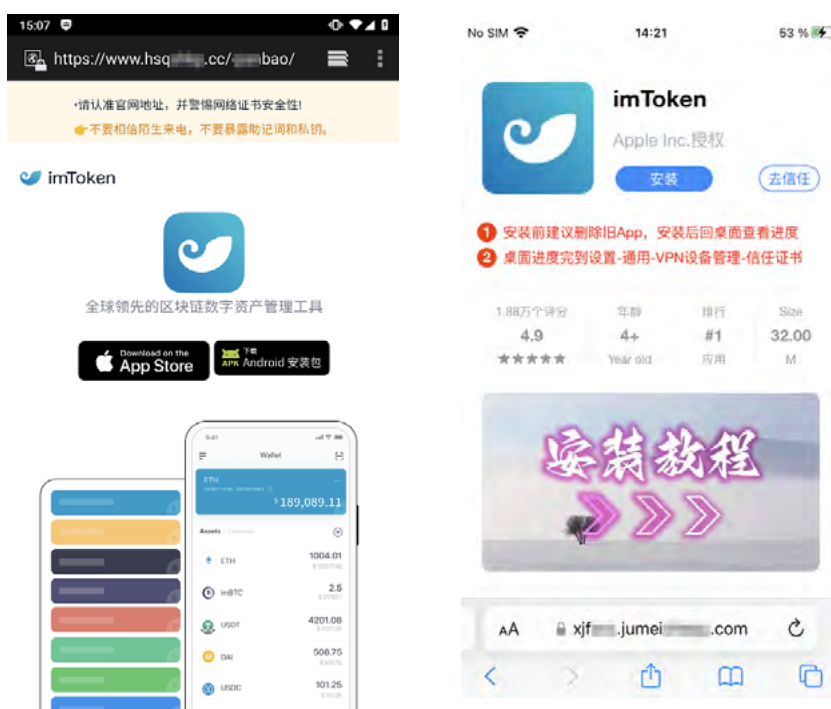 15:07
https://www.hsq .cc/ bao/
·请认准官网地址，并警惕网络证书安全性!
👉不要相信陌生来电，不要暴露助记词和私钥。
imToken
全球领先的区块链数字资产管理工具
Download on the
App Store
下载
APK Android 安装包
9:41
Wallet
ETH
189,089.11
Assets
ETH
1004.01
imBTC
2.5
USDT
4201.08
DAI
508.75
USDC
101.25
No SIM
14:21
53 %
imToken
Apple Inc.授权
安装
去信任
1 安装前建议删除旧App，安装后回桌面查看进度
2 桌面进度完到设置-通用-VPN设备管理-信任证书
1.88万个评分
年龄
排行
Size
4.9
4+
#1
32.00
★★★★★
Year old
应用
M
安装教程
AA
xjf .jumei .com